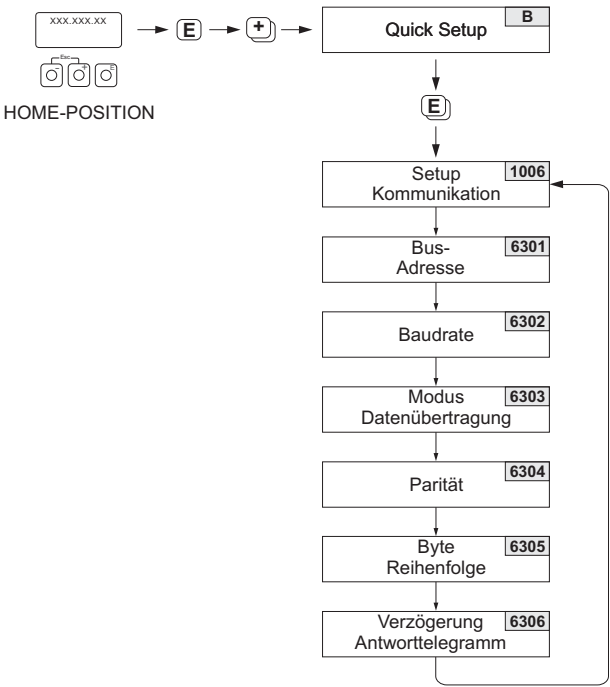 xxx.xxx.xx
E
+
Quick Setup
B
Esc
-
+
E
HOME-POSITION
E
Setup
Kommunikation
1006
Bus-
Adresse
6301
Baudrate
6302
Modus
Datenübertragung
6303
Parität
6304
Byte
Reihenfolge
6305
Verzögerung
Antworttelegramm
6306